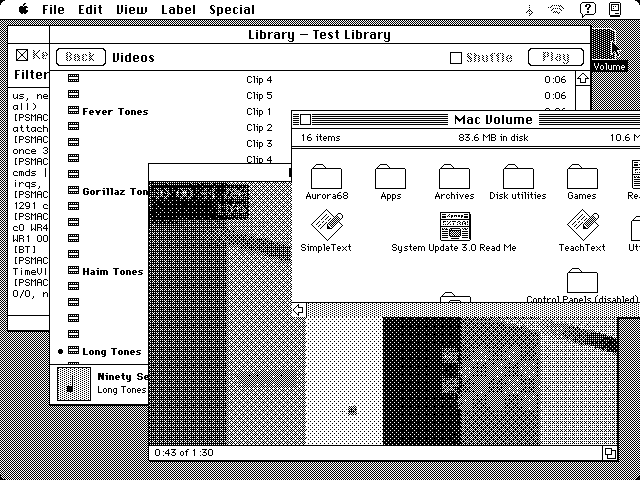 File Edit View Label Special
Library — Test Library
Back Videos Shuffle Play
Volume
Filter
Clip 4 0:06
Clip 5 0:06
Fever Tones Clip 1
Clip 2
Clip 3
Clip 4
Gorillaz Ton
Haim Tones
Long Tones
Ninety Se
Long Tones
us, ne
all)
[PSMAC
attach
[PSMAC
once 3
cmds |
irqs,
[PSMAC
1291 c
[PSMAC
c0 WR4
WR1 00
[BT]
[PSMAC
TimeVI
[PSMAC
0/0, n
Mac Volume
16 items 83.6 MB in disk 10.6 M
Aurora68 Apps Archives Disk utilities Games Rea
SimpleText System Update 3.0 Read Me TeachText Uti
Control Panels (disabled)
0:43 of 1:30